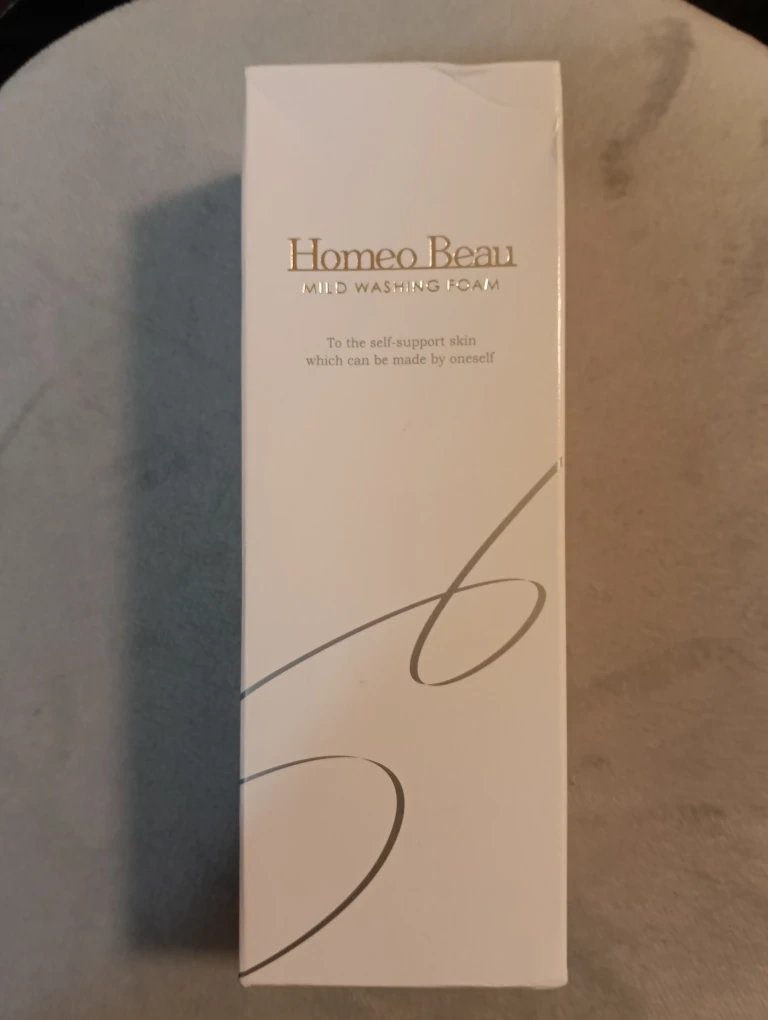 Homeo Beau
MILD WASHING FOAM
To the self-support skin
which can be made by oneself